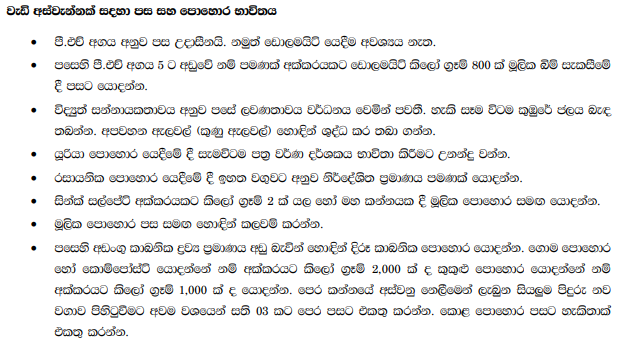 වැඩි අස්වැන්නක් සදහා පස සහ පොහොර භාවිතය
• පී.එච් අගය අනුව පස උදාසීනයි. නමුත් ඩොලමයිට් යෙදීම අවශ්‍යය නැත.
• පසෙහි පී.එච් අගය 5 ට අඩුවේ නම් පමණක් අක්කරයකට ඩොලමයිට් කිලෝ ග්‍රෑම් 800 ක් මූලික බිම් සැකසීමේ
දී පසට යොදන්න.
• විද්‍යුත් සන්නායකතාවය අනුව පසේ ලවණතාවය වර්ධනය වෙමින් පවතී. හැකි සෑම විටම කුඹුරේ ජලය බැඳ
තබන්න. අපවහන ඇලවල් (කුණු ඇලවල්) හොඳින් ශුද්ධ කර තබා ගන්න.
• යූරියා පොහොර යෙදීමේ දී සැමවිටම පත්‍ර වර්ණ දර්ශකය භාවිතා කිරීමට උනන්දු වන්න.
• රසායනික පොහොර යෙදීමේ දී ඉහත වගුවට අනුව නිර්දේශිත ප්‍රමාණය පමණක් යොදන්න.
• සින්ක් සල්ෆේට් අක්කරයකට කිලෝ ග්‍රෑම් 2 ක් යල හෝ මහ කන්නයක දී මූලික පොහොර සමඟ යොදන්න.
• මූලික පොහොර පස සමඟ හොඳින් කලවම් කරන්න.
• පසෙහි අඩංගු කාබනික ද්‍රව්‍ය ප්‍රමාණය අඩු බැවින් හොඳින් දිරූ කාබනික පොහොර යොදන්න. ගොම පොහොර
හෝ කොම්පෝස්ට් යොදන්නේ නම් අක්කරයට කිලෝ ග්‍රෑම් 2,000 ක් ද කුකුළු පොහොර යොදන්නේ නම්
අක්කරයට කිලෝ ග්‍රෑම් 1,000 ක් ද යොදන්න. පෙර කන්නයේ අස්වනු නෙලීමෙන් ලැබුන සියලුම පිදුරු නව
වගාව පිහිටුවීමට අවම වශයෙන් සති 03 කට පෙර පසට එකතු කරන්න. කොළ පොහොර පසට හැකිතාක්
එකතු කරන්න.